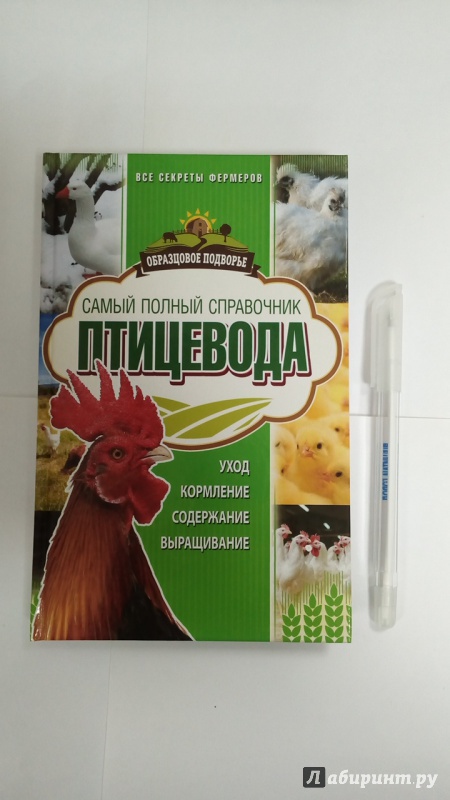 ВСЕ СЕКРЕТЫ ФЕРМЕРОВ
ОБРАЗЦОВОЕ ПОДВОРЬЕ
САМЫЙ ПОЛНЫЙ СПРАВОЧНИК
ПТИЦЕВОДА
УХОД
КОРМЛЕНИЕ
СОДЕРЖАНИЕ
ВЫРАЩИВАНИЕ
Лабиринт.ру